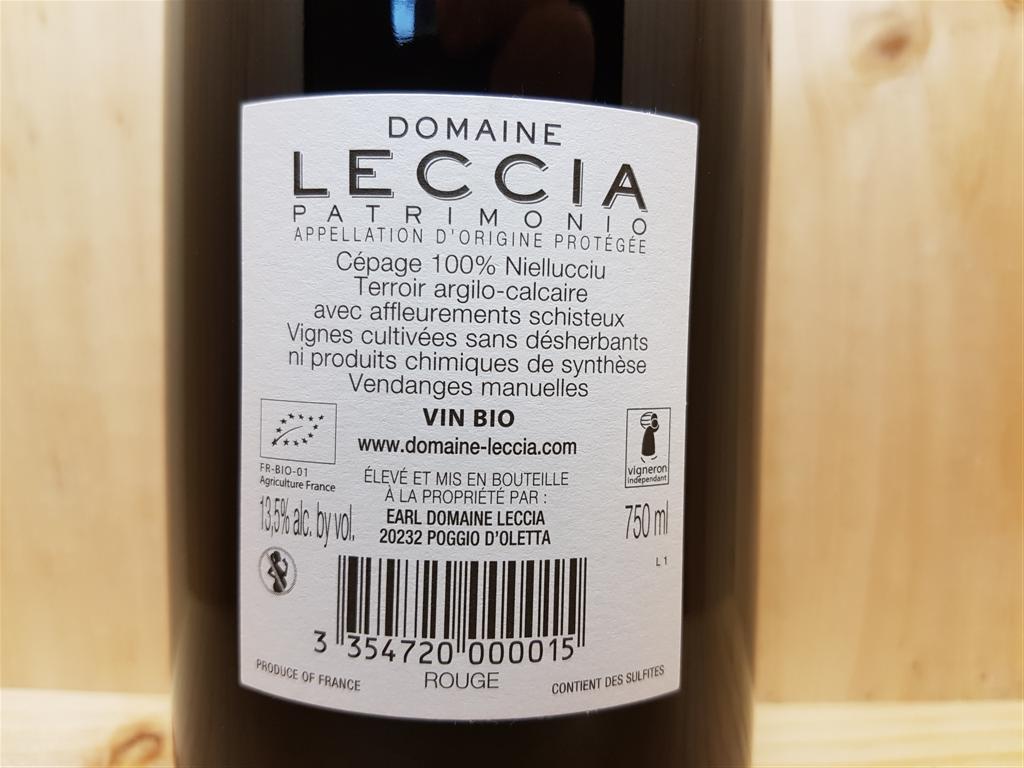 DOMAINE
LECCIA
PATRIMONIO
APPELLATION D'ORIGINE PROTÉGÉE
Cépage 100% Niellucciu
Terroir argilo-calcaire
avec affleurements schisteux
Vignes cultivées sans désherbants
ni produits chimiques de synthèse
Vendanges manuelles
VIN BIO
www.domaine-leccia.com
FR-BIO-01
Agriculture France
vigneron
indépendant
ÉLEVÉ ET MIS EN BOUTEILLE
À LA PROPRIÉTÉ PAR :
EARL DOMAINE LECCIA
20232 POGGIO D'OLETTA
13,5% alc. by vol.
750 ml
L 1
3 354720 000015
PRODUCE OF FRANCE
ROUGE
CONTIENT DES SULFITES